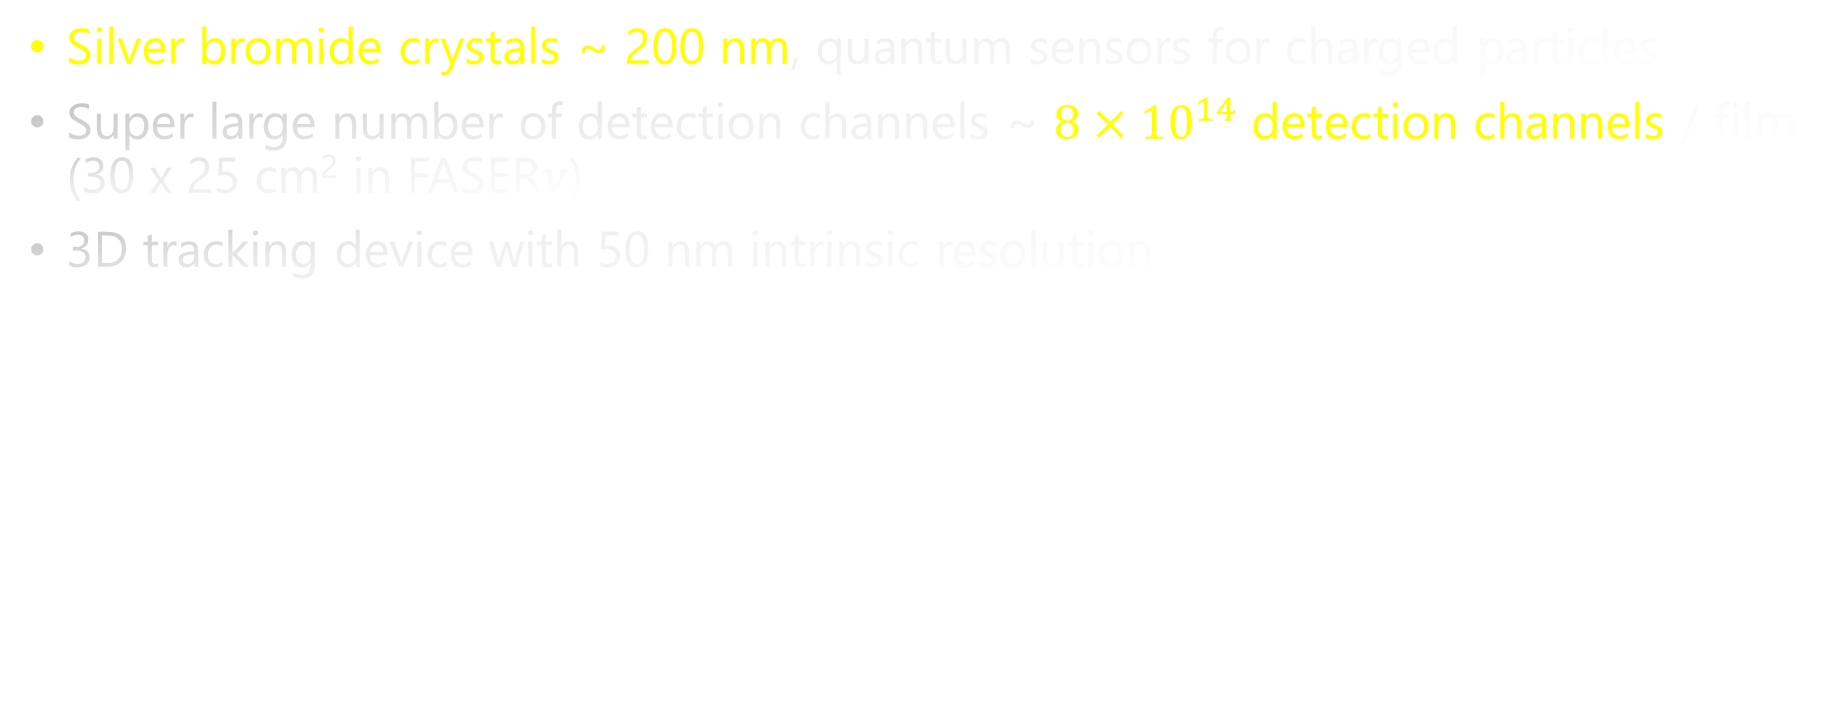 • Silver bromide crystals ~ 200 nm, quantum sensors for charged particles
• Super large number of detection channels ~ 8 × 10¹⁴ detection channels / film
(30 x 25 cm² in FASERν)
• 3D tracking device with 50 nm intrinsic resolution